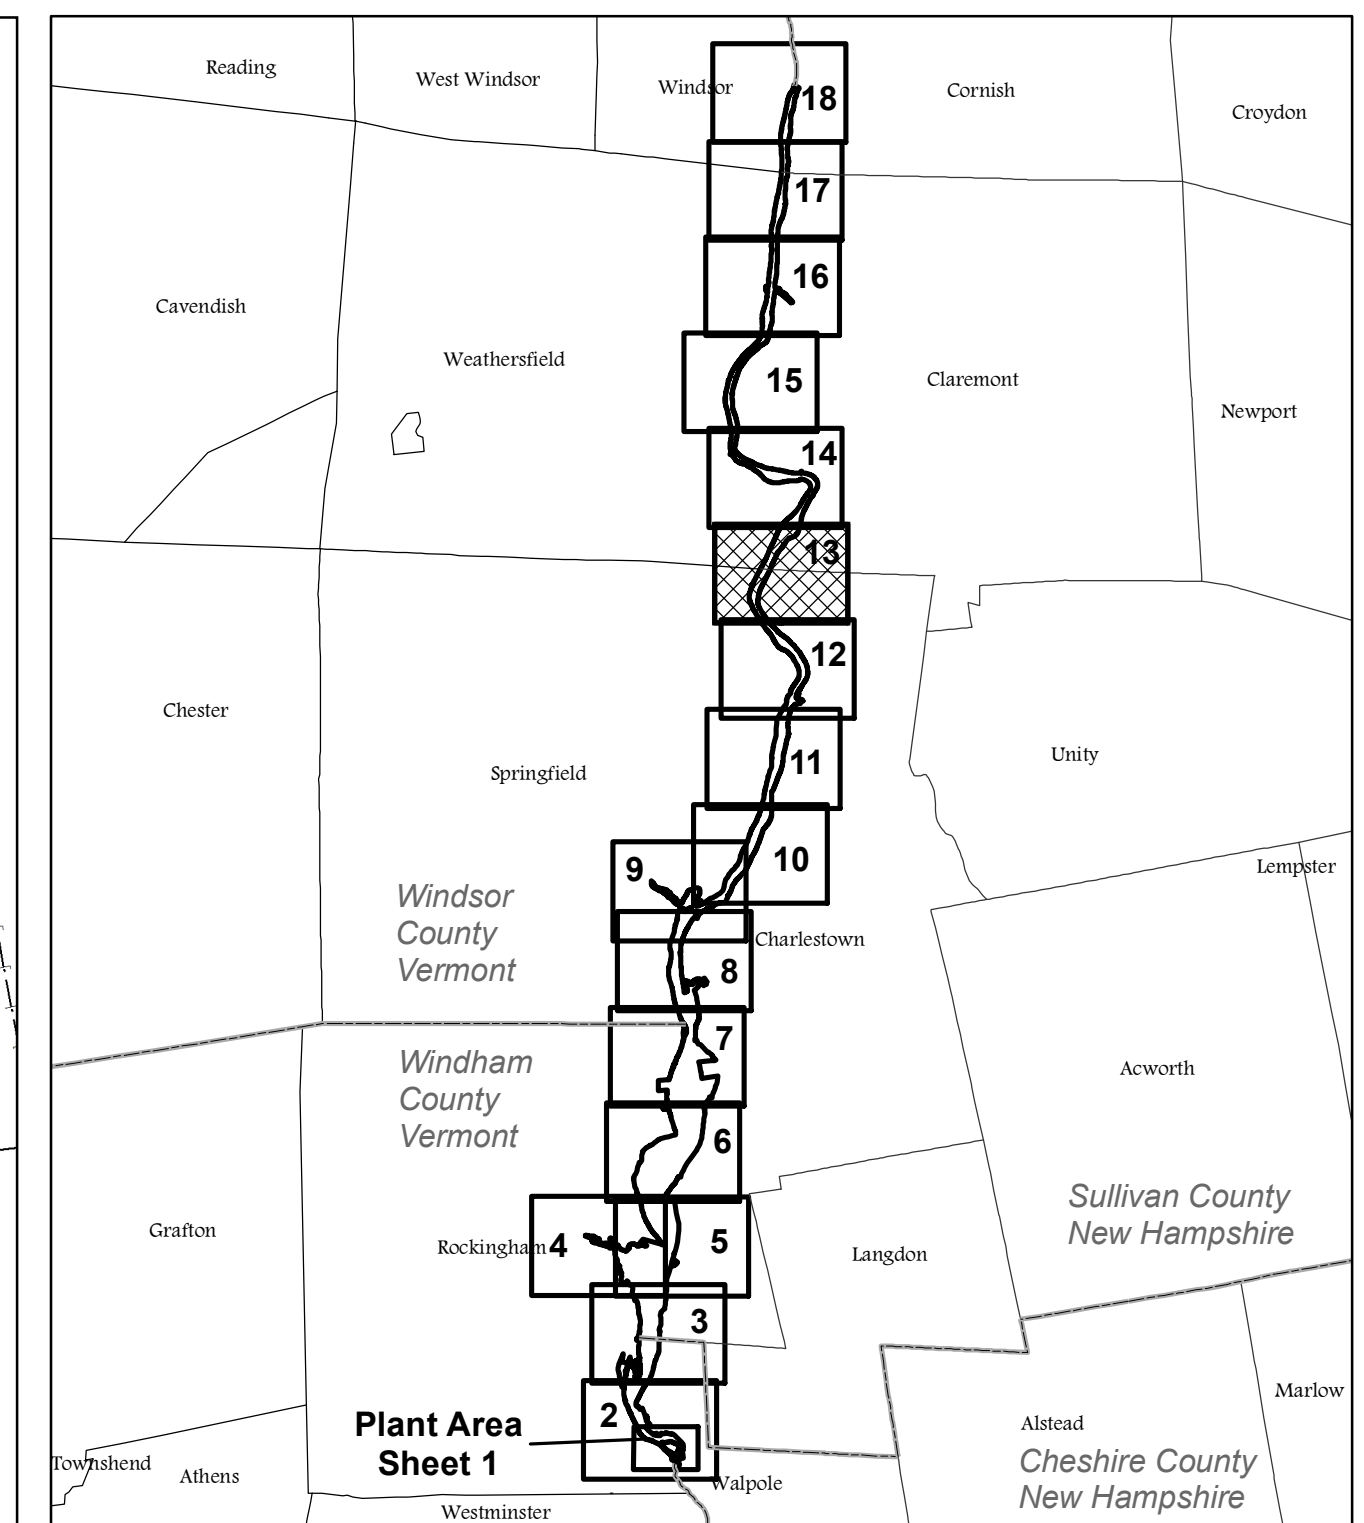 Reading
West Windsor
Windsor
18
Cornish
Croydon
17
16
Cavendish
Weathersfield
15
Claremont
Newport
14
13
12
Chester
Springfield
11
Unity
10
9
Lempster
Windsor
County
Vermont
Charlestown
8
7
Windham
County
Vermont
Acworth
6
Sullivan County
New Hampshire
Grafton
Rockingham
4
5
Langdon
3
Marlow
2
Plant Area
Sheet 1
Alstead
Cheshire County
New Hampshire
Townshend
Athens
Walpole
Westminster